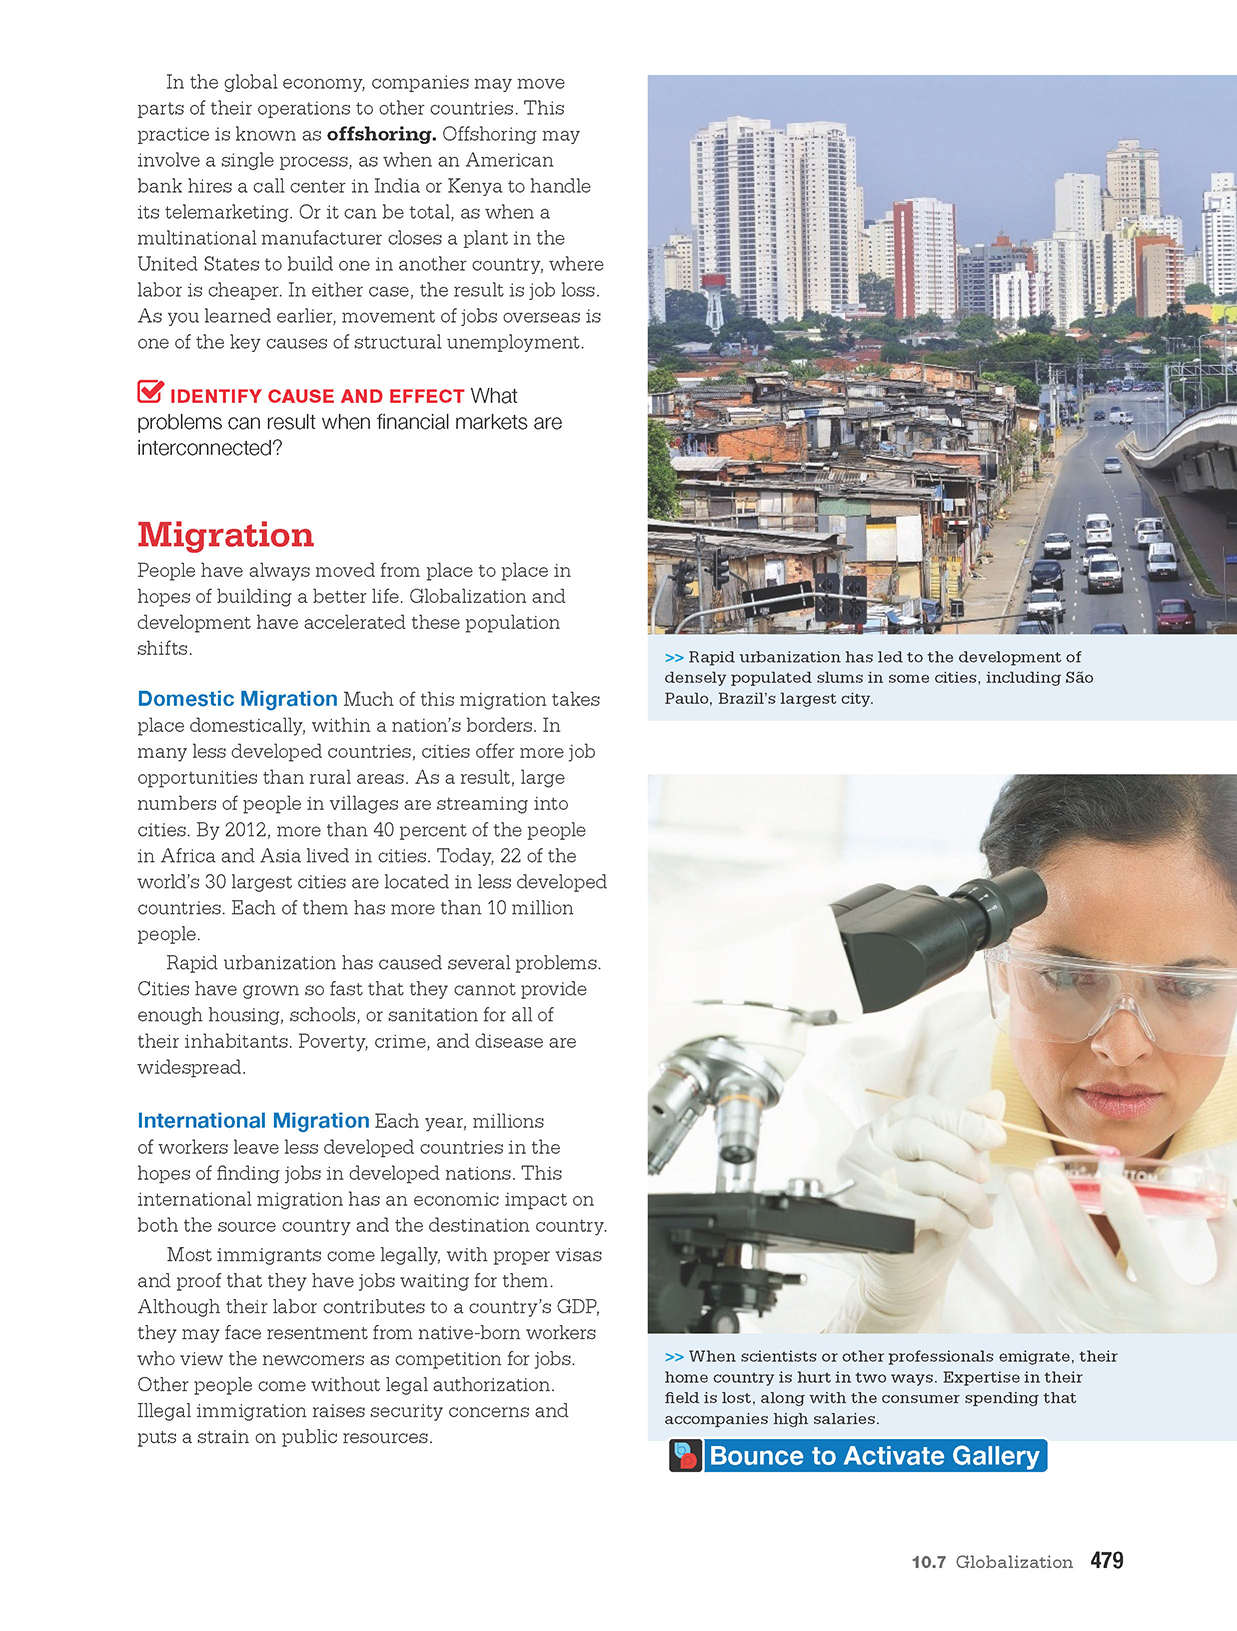 In the global economy, companies may move
parts of their operations to other countries. This
practice is known as offshoring. Offshoring may
involve a single process, as when an American
bank hires a call center in India or Kenya to handle
its telemarketing. Or it can be total, as when a
multinational manufacturer closes a plant in the
United States to build one in another country, where
labor is cheaper. In either case, the result is job loss.
As you learned earlier, movement of jobs overseas is
one of the key causes of structural unemployment.
IDENTIFY CAUSE AND EFFECT What
problems can result when financial markets are
interconnected?
Migration
People have always moved from place to place in
hopes of building a better life. Globalization and
development have accelerated these population
shifts.
Domestic Migration Much of this migration takes
place domestically, within a nation's borders. In
many less developed countries, cities offer more job
opportunities than rural areas. As a result, large
numbers of people in villages are streaming into
cities. By 2012, more than 40 percent of the people
in Africa and Asia lived in cities. Today, 22 of the
world's 30 largest cities are located in less developed
countries. Each of them has more than 10 million
people.
Rapid urbanization has caused several problems.
Cities have grown so fast that they cannot provide
enough housing, schools, or sanitation for all of
their inhabitants. Poverty, crime, and disease are
widespread.
International Migration Each year, millions
of workers leave less developed countries in the
hopes of finding jobs in developed nations. This
international migration has an economic impact on
both the source country and the destination country.
Most immigrants come legally, with proper visas
and proof that they have jobs waiting for them.
Although their labor contributes to a country's GDP,
they may face resentment from native-born workers
who view the newcomers as competition for jobs.
Other people come without legal authorization.
Illegal immigration raises security concerns and
puts a strain on public resources.
>> Rapid urbanization has led to the development of
densely populated slums in some cities, including São
Paulo, Brazil's largest city.
>> When scientists or other professionals emigrate, their
home country is hurt in two ways. Expertise in their
field is lost, along with the consumer spending that
accompanies high salaries.
Bounce to Activate Gallery
10.7 Globalization 479